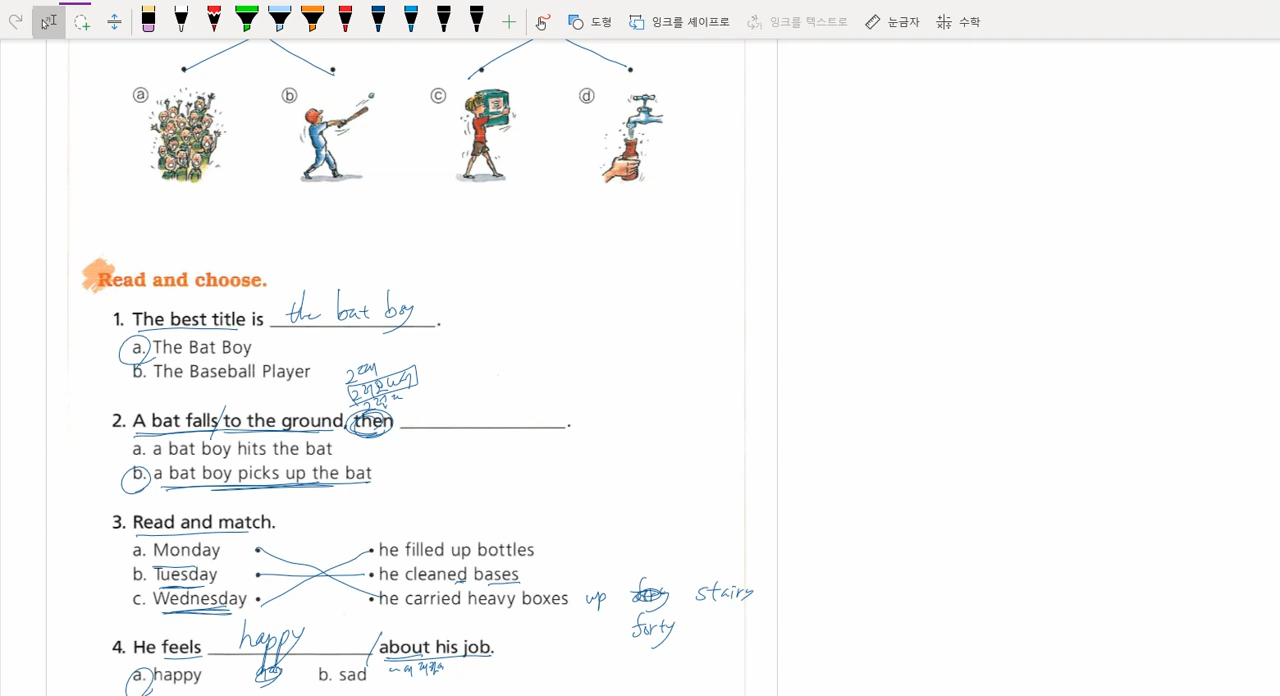 도형 잉크를 셰이프로 잉크를 텍스트로 눈금자 수학
ⓐ ⓑ ⓒ ⓓ
Read and choose.
1. The best title is the bat boy.
a. The Bat Boy
b. The Baseball Player
2. A bat falls to the ground, then ____.
a. a bat boy hits the bat
b. a bat boy picks up the bat
3. Read and match.
a. Monday he filled up bottles
b. Tuesday he cleaned bases
c. Wednesday he carried heavy boxes up stairs
forty
4. He feels happy about his job.
a. happy b. sad